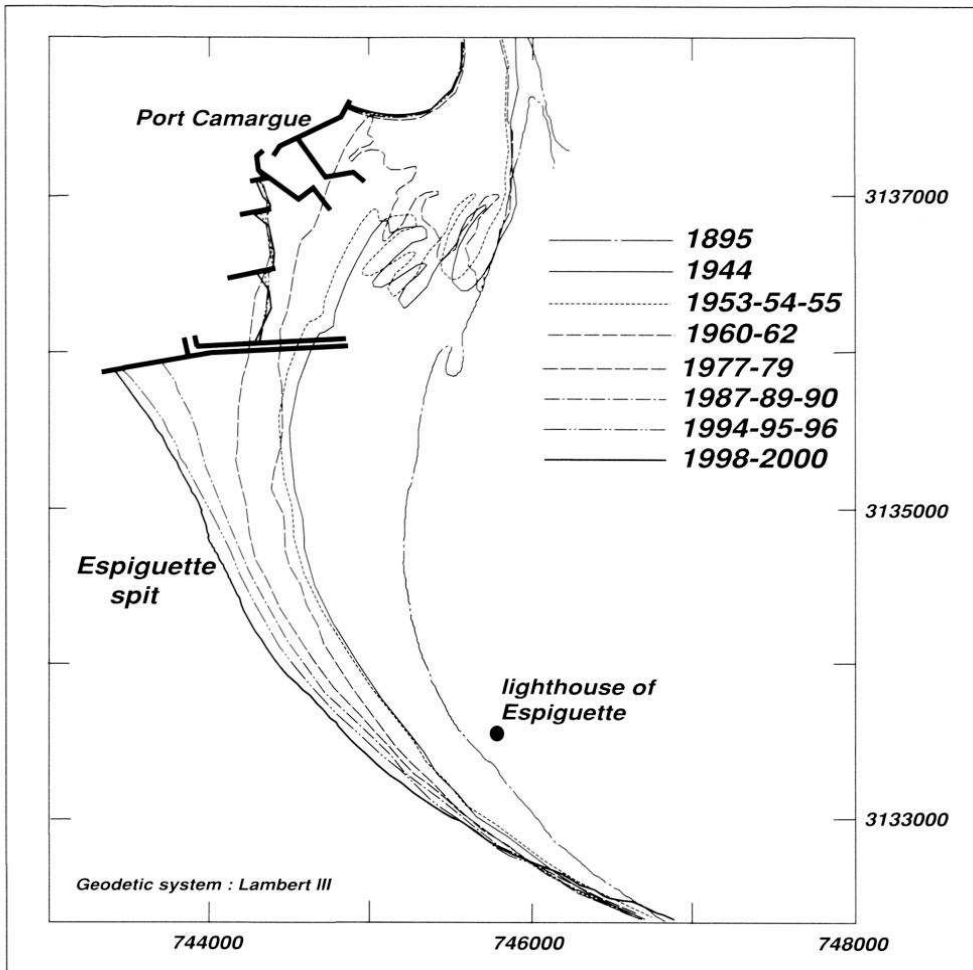 Port Camargue
3137000
1895
1944
1953-54-55
1960-62
1977-79
1987-89-90
1994-95-96
1998-2000
3135000
Espiguette
spit
lighthouse of
Espiguette
3133000
Geodetic system : Lambert III
744000
746000
748000